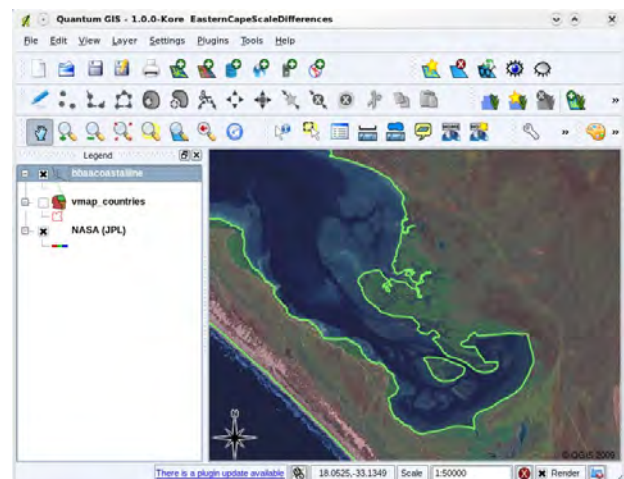 Quantum GIS - 1.0.0-Kore EasternCapeScaleDifferences
File Edit View Layer Settings Plugins Tools Help
Legend
bbaacoastalline
vmap_countries
NASA (JPL)
© QGIS 2009
There is a plugin update available
18.0525,-33.1349
Scale
1:50000
Render